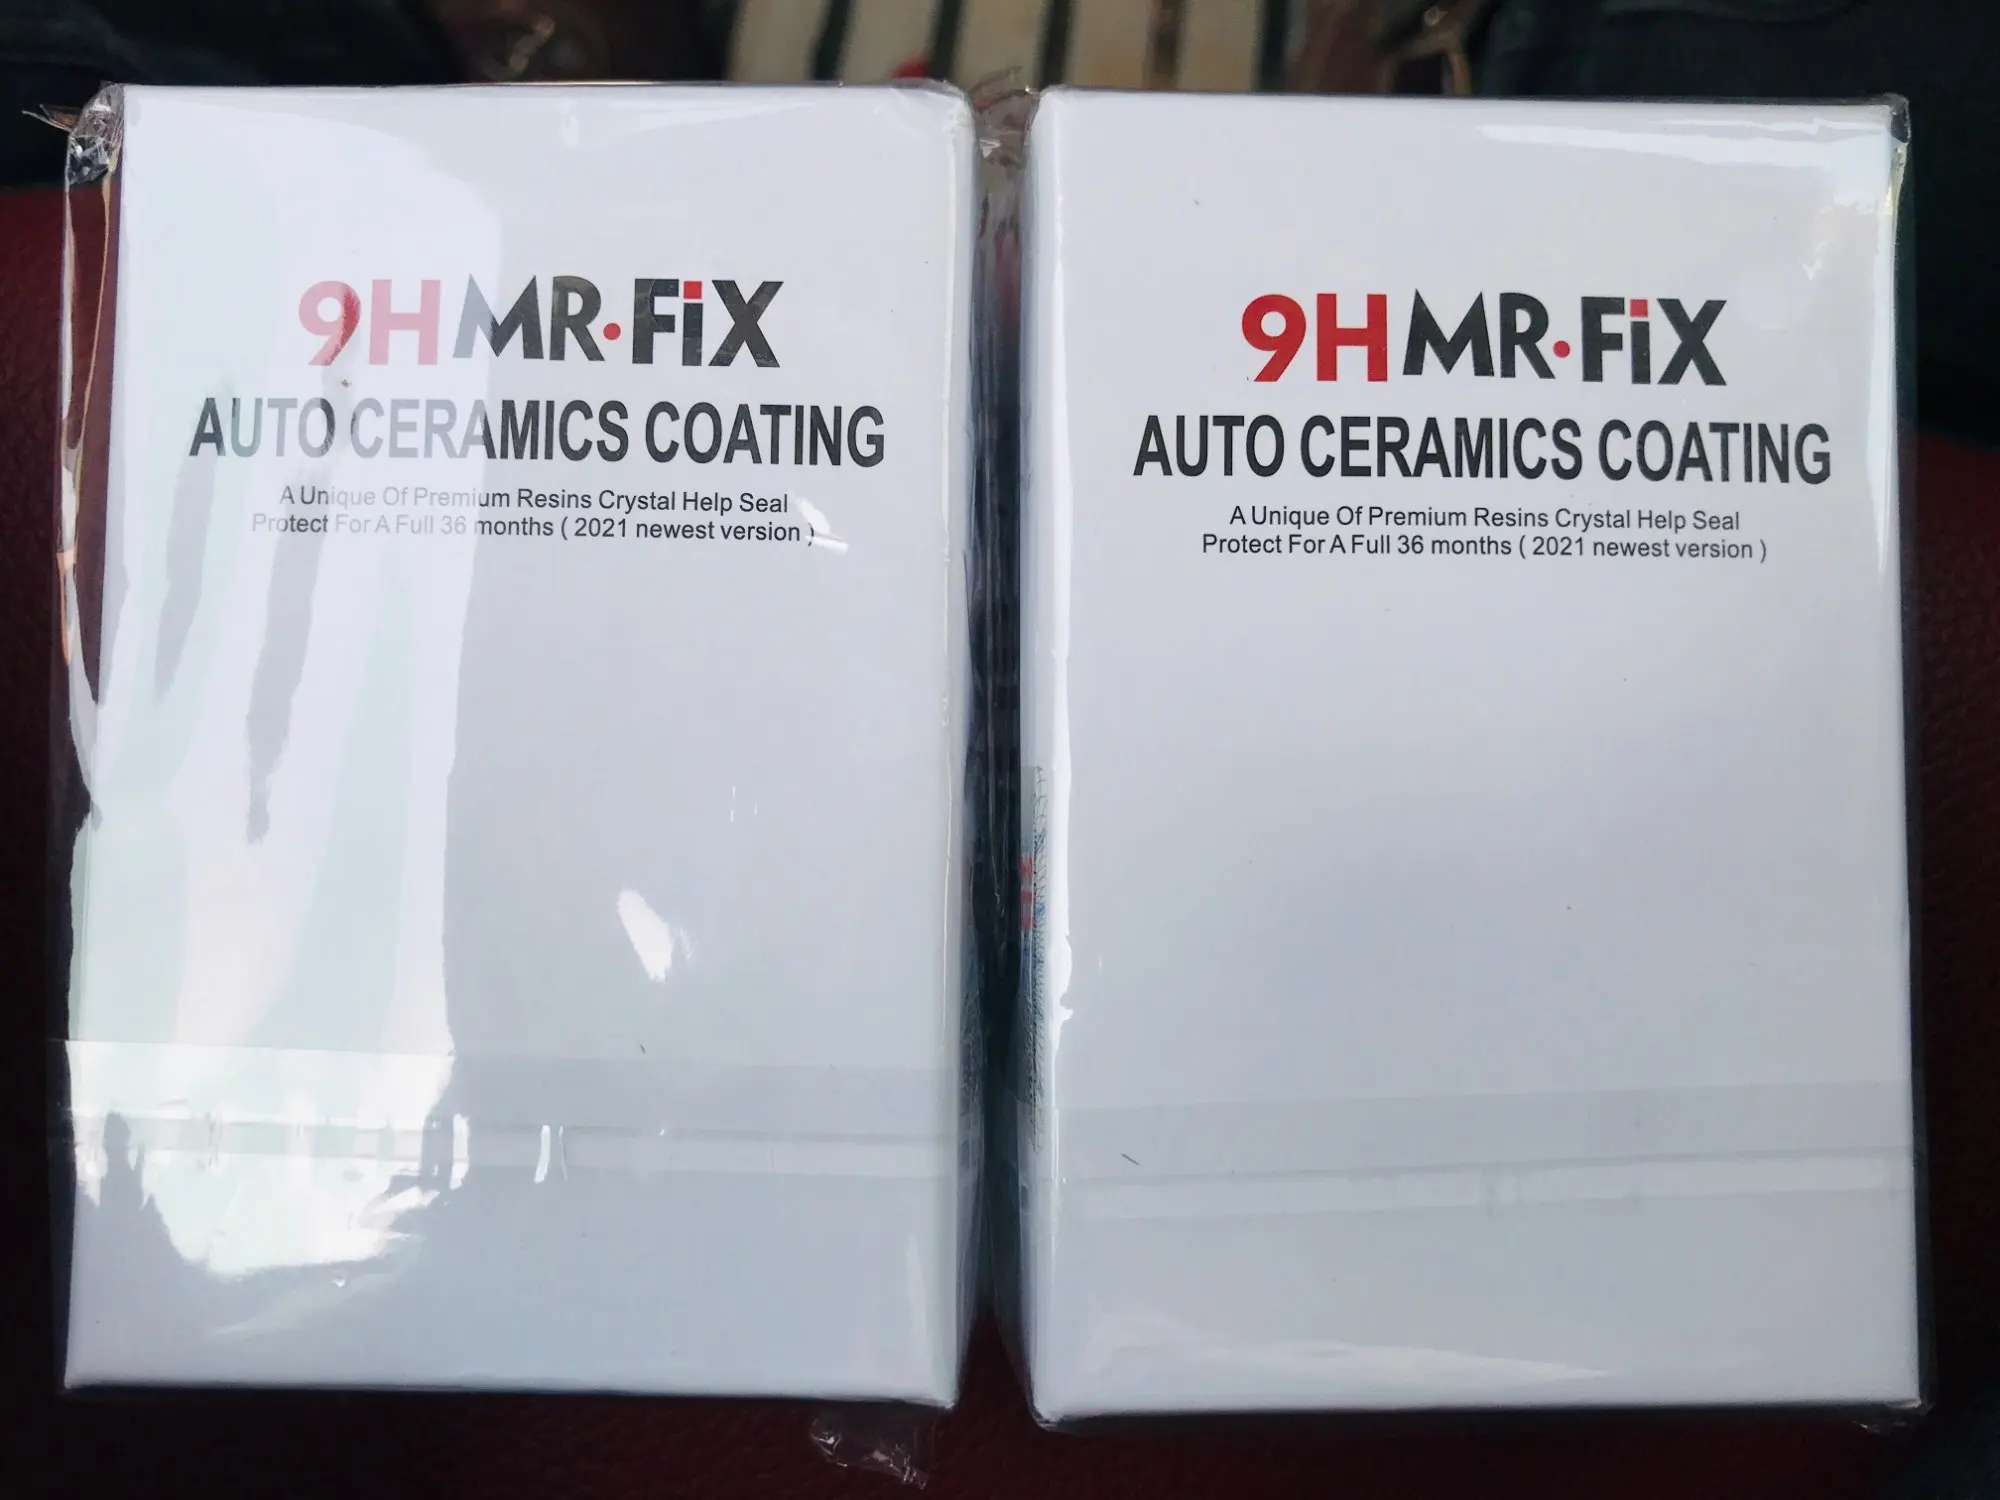 9H MR·FiX
AUTO CERAMICS COATING
A Unique Of Premium Resins Crystal Help Seal
Protect For A Full 36 months ( 2021 newest version )
9H MR·FiX
AUTO CERAMICS COATING
A Unique Of Premium Resins Crystal Help Seal
Protect For A Full 36 months ( 2021 newest version )